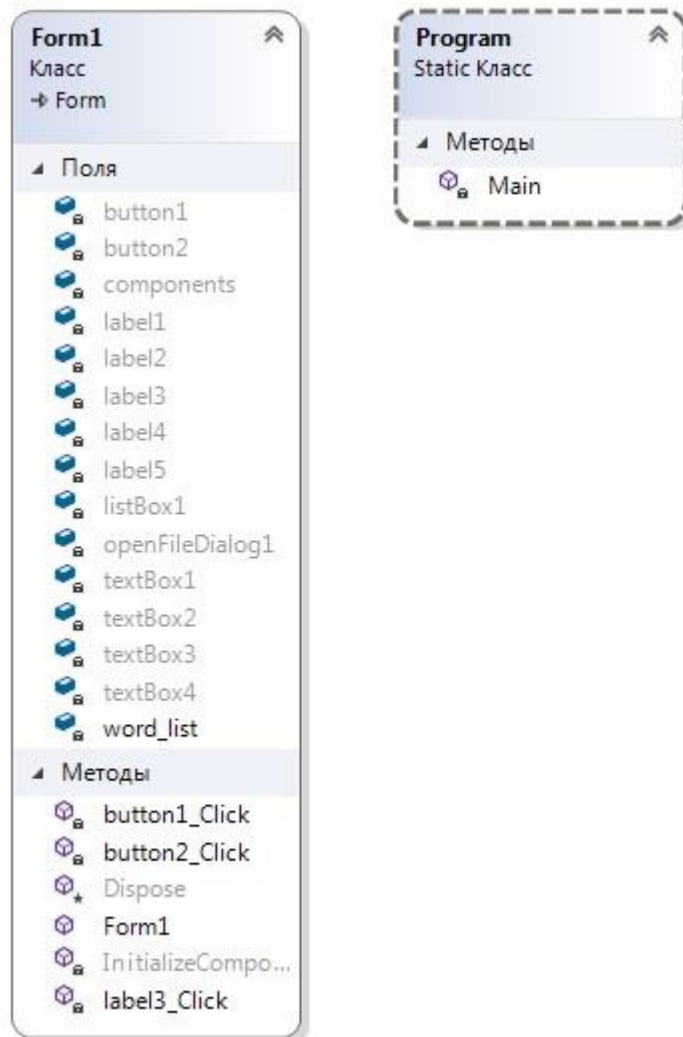 Form1
Класс
Form
Поля
button1
button2
components
label1
label2
label3
label4
label5
listBox1
openFileDialog1
textBox1
textBox2
textBox3
textBox4
word_list
Методы
button1_Click
button2_Click
Dispose
Form1
InitializeCompo...
label3_Click
Program
Static Класс
Методы
Main